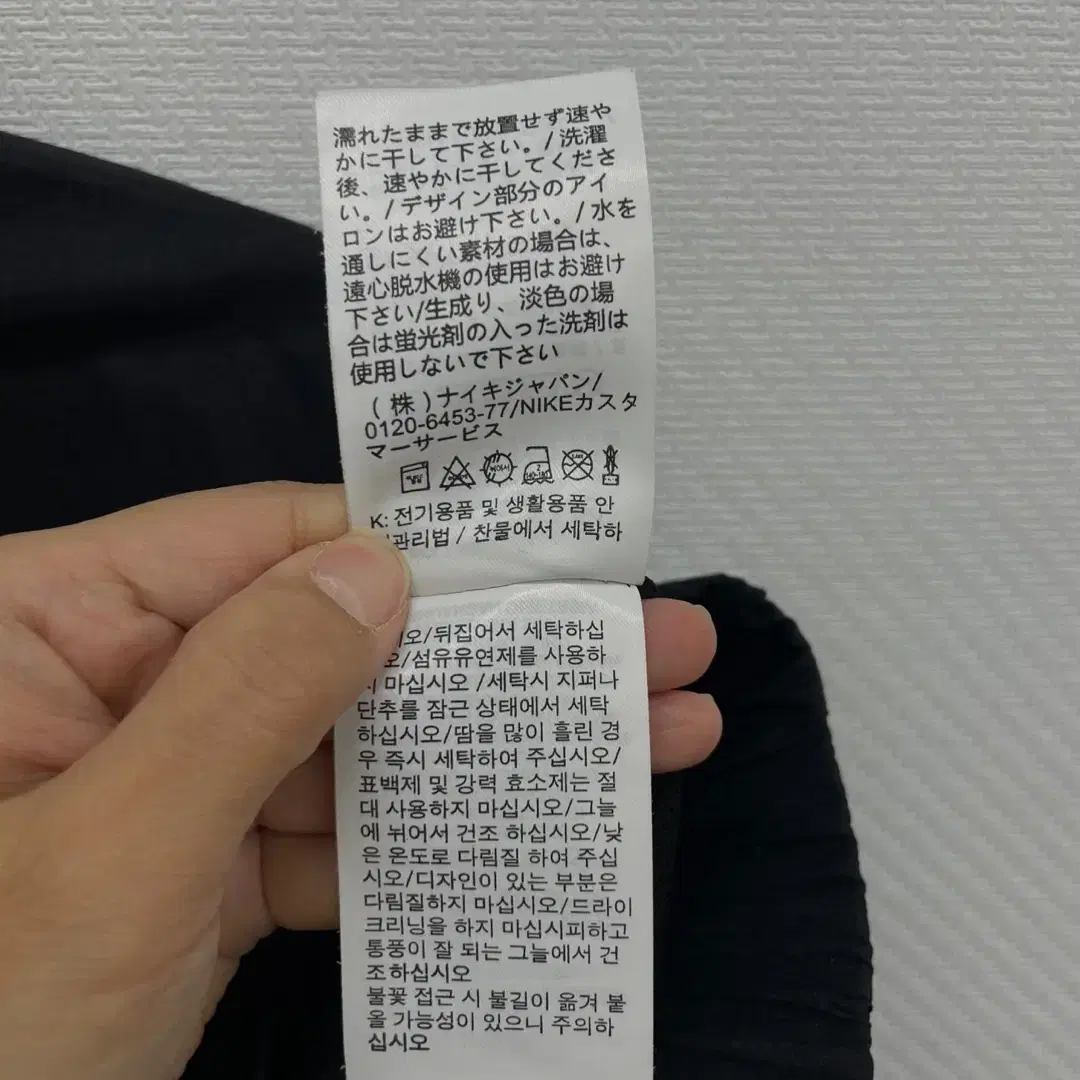 濡れたままで放置せず速や
かに干して下さい。/洗濯
後、速やかに干してくださ
い。/デザイン部分のアイ
ロンはお避け下さい。/水を
通しにくい素材の場合は、
遠心脱水機の使用はお避け
下さい/生成り、淡色の場
合は蛍光剤の入った洗剤は
使用しないで下さい
(株)ナイキジャパン/
0120-6453-77/NIKEカスタ
マーサービス
K: 전기용품 및 생활용품 안
관리법 / 찬물에서 세탁하
오/뒤집어서 세탁하십
오/섬유유연제를 사용하
마십시오 /세탁시 지퍼나
단추를 잠근 상태에서 세탁
하십시오/땀을 많이 흘린 경
우 즉시 세탁하여 주십시오/
표백제 및 강력 효소제는 절
대 사용하지 마십시오/그늘
에 뉘어서 건조 하십시오/낮
은 온도로 다림질 하여 주십
시오/디자인이 있는 부분은
다림질하지 마십시오/드라이
크리닝을 하지 마십시피하고
통풍이 잘 되는 그늘에서 건
조하십시오
불꽃 접근 시 불길이 옮겨 붙
을 가능성이 있으니 주의하
십시오